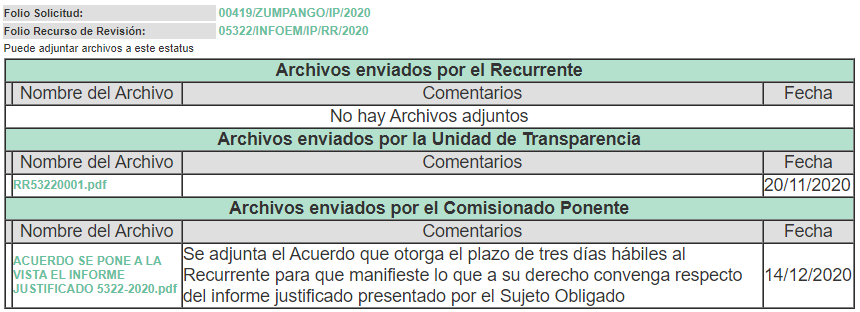 Folio Solicitud: 00419/ZUMPANGO/IP/2020
Folio Recurso de Revisión: 05322/INFOEM/IP/RR/2020
Puede adjuntar archivos a este estatus
Archivos enviados por el Recurrente
Nombre del Archivo Comentarios Fecha
No hay Archivos adjuntos
Archivos enviados por la Unidad de Transparencia
Nombre del Archivo Comentarios Fecha
RR53220001.pdf 20/11/2020
Archivos enviados por el Comisionado Ponente
Nombre del Archivo Comentarios Fecha
ACUERDO SE PONE A LA
VISTA EL INFORME
JUSTIFICADO 5322-2020.pdf
Se adjunta el Acuerdo que otorga el plazo de tres días hábiles al
Recurrente para que manifieste lo que a su derecho convenga respecto
del informe justificado presentado por el Sujeto Obligado
14/12/2020